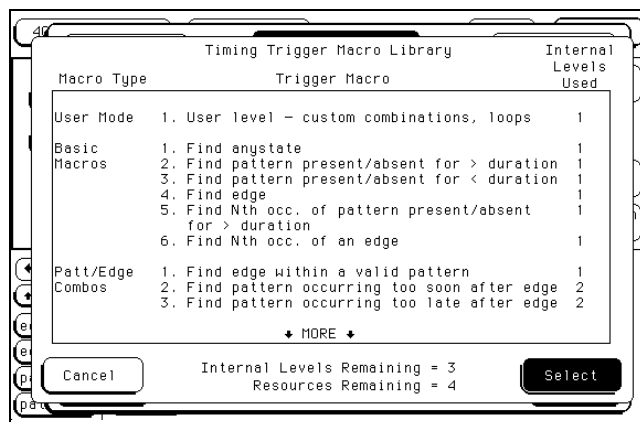 40
Timing Trigger Macro Library Internal
Levels
Macro Type Trigger Macro Used
User Mode 1. User level – custom combinations, loops 1
Basic 1. Find anystate 1
Macros 2. Find pattern present/absent for > duration 1
3. Find pattern present/absent for < duration 1
4. Find edge 1
5. Find Nth occ. of pattern present/absent 1
for > duration
6. Find Nth occ. of an edge 1
Patt/Edge 1. Find edge within a valid pattern 1
Combos 2. Find pattern occurring too soon after edge 2
3. Find pattern occurring too late after edge 2
↓ MORE ↓
Cancel Internal Levels Remaining = 3 Select
Resources Remaining = 4